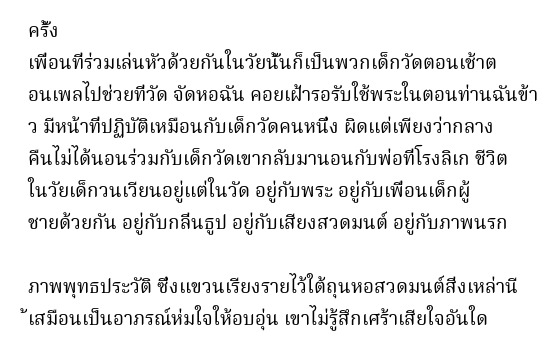 ครั้ง
เพื่อนที่ร่วมเล่นหัวด้วยกันในวัยนั้นก็เป็นพวกเด็กวัดตอนเช้าต
อนเพลไปช่วยที่วัด จัดหอฉัน คอยเฝ้ารอรับใช้พระในตอนท่านฉันข้า
ว มีหน้าที่ปฏิบัติเหมือนกับเด็กวัดคนหนึ่ง ผิดแต่เพียงว่ากลาง
คืนไม่ได้นอนร่วมกับเด็กวัดเขากลับมานอนกับพ่อที่โรงลิเก ชีวิต
ในวัยเด็กวนเวียนอยู่แต่ในวัด อยู่กับพระ อยู่กับเพื่อนเด็กผู้
ชายด้วยกัน อยู่กับกลิ่นธูป อยู่กับเสียงสวดมนต์ อยู่กับภาพนรก
ภาพพุทธประวัติ ซึ่งแขวนเรียงรายไว้ใต้ถุนหอสวดมนต์สิ่งเหล่านี
้เสมือนเป็นอาภรณ์ห่มใจให้อบอุ่น เขาไม่รู้สึกเศร้าเสียใจอันใด